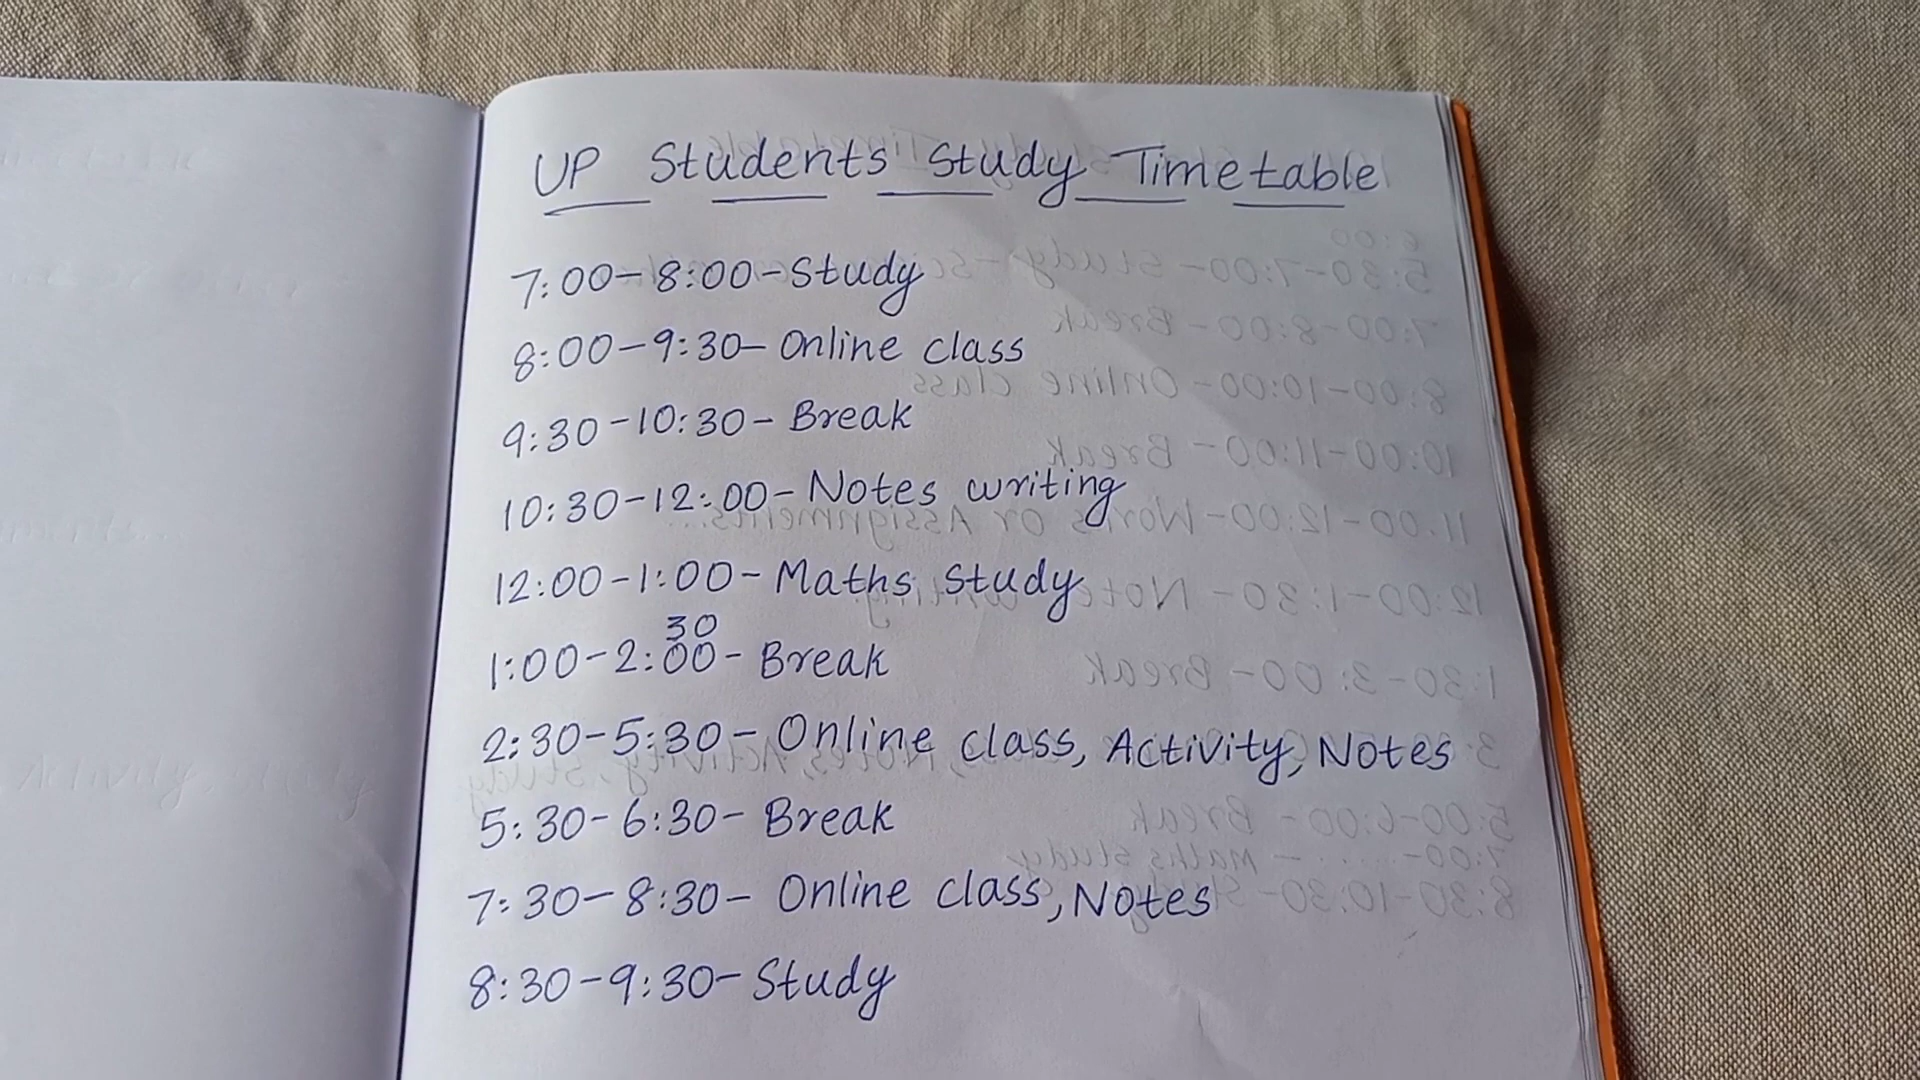 UP Students Study Timetable
7:00-8:00-Study
8:00-9:30-Online class
9:30-10:30-Break
10:30-12:00-Notes writing
12:00-1:00-Maths Study
30
1:00-2:00-Break
2:30-5:30-Online class, Activity, Notes
5:30-6:30-Break
7:30-8:30-Online class, Notes
8:30-9:30-Study